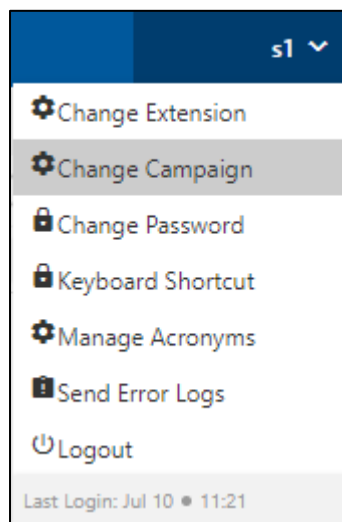 s1
Change Extension
Change Campaign
Change Password
Keyboard Shortcut
Manage Acronyms
Send Error Logs
Logout
Last Login: Jul 10 ● 11:21